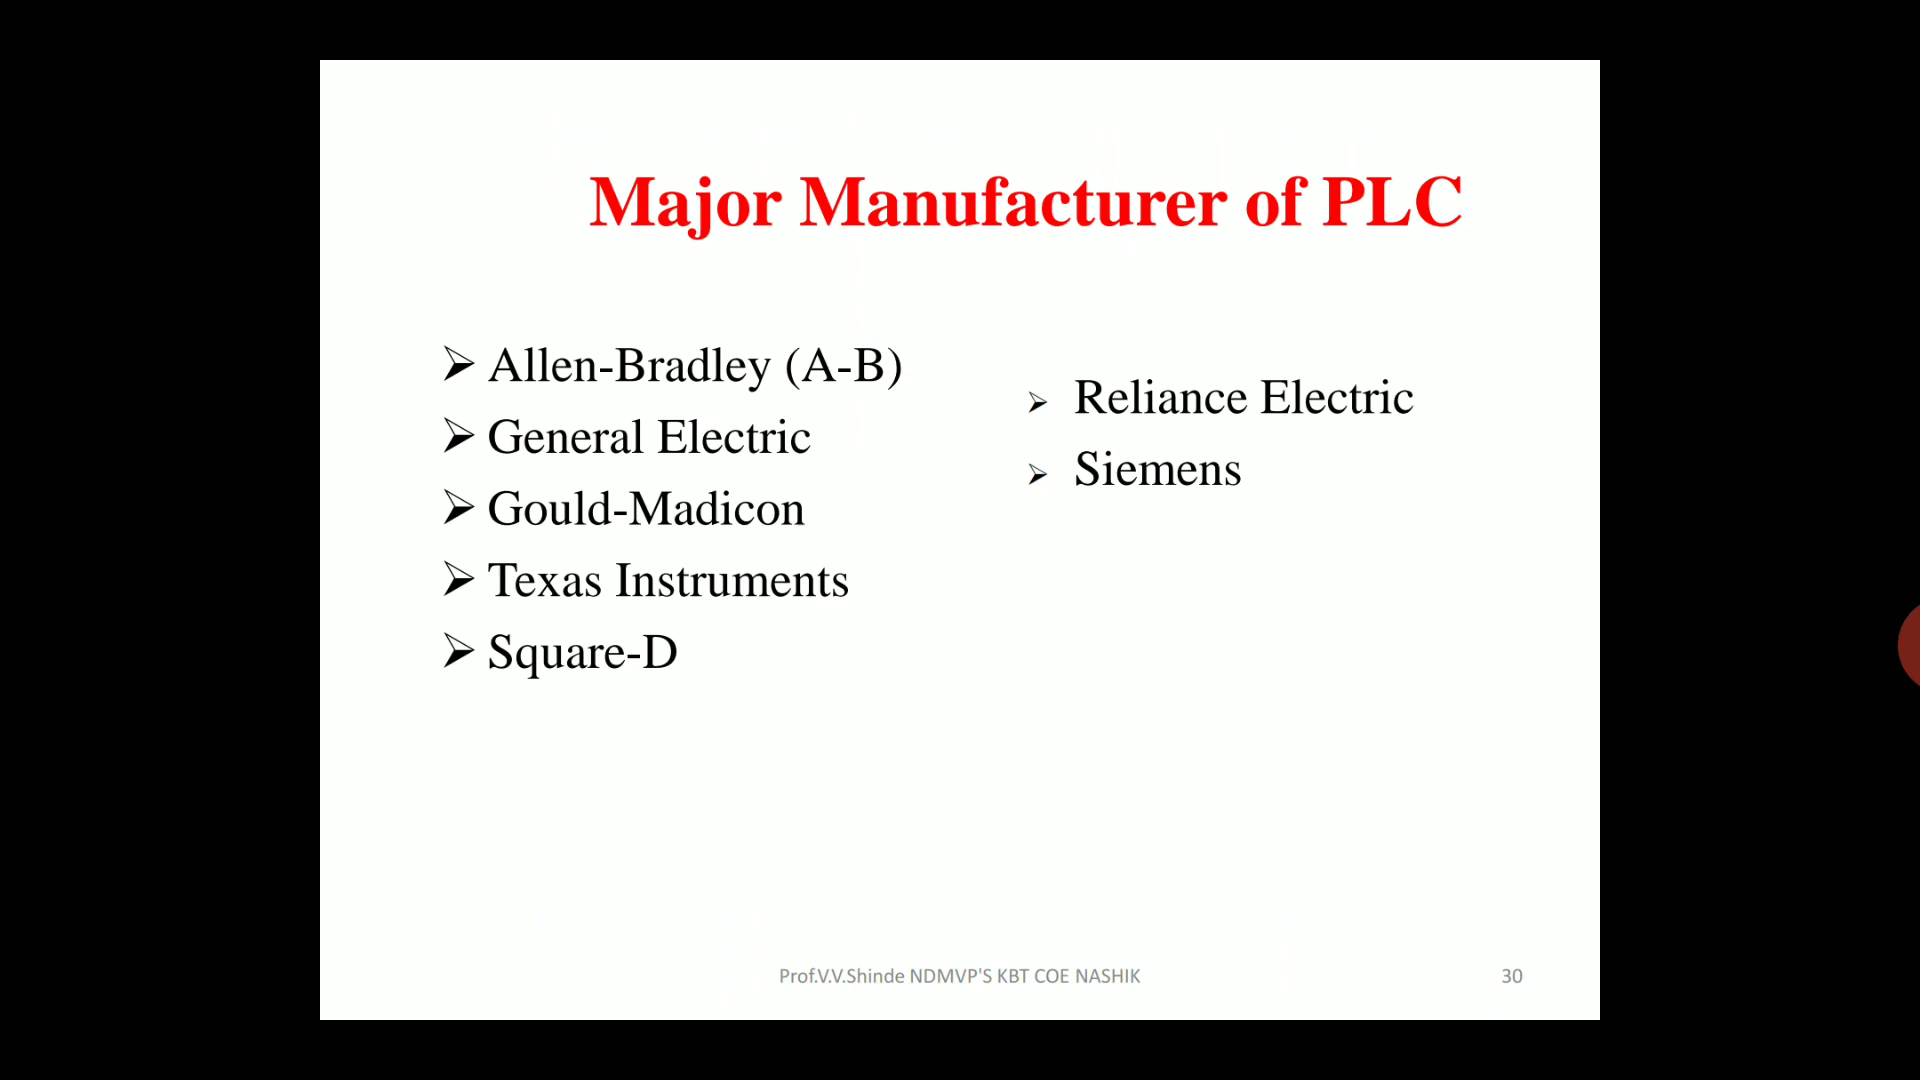 Major Manufacturer of PLC
Allen-Bradley (A-B)
General Electric
Gould-Madicon
Texas Instruments
Square-D
Reliance Electric
Siemens
Prof.V.V.Shinde NDMVP'S KBT COE NASHIK
30